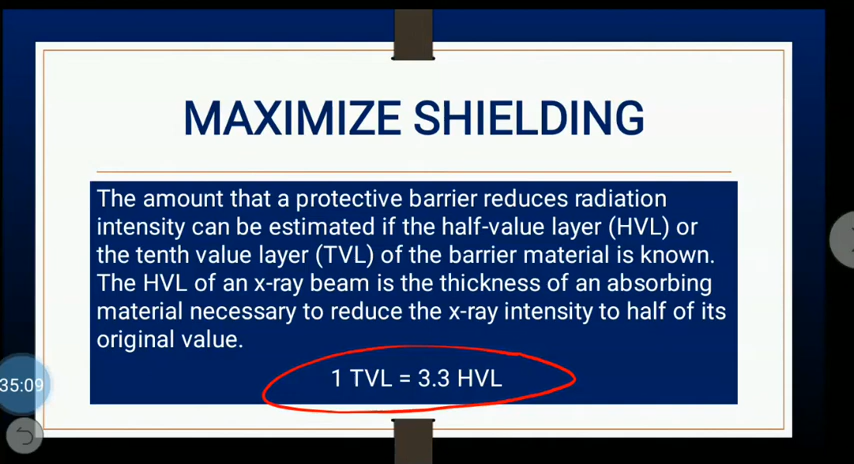 MAXIMIZE SHIELDING
The amount that a protective barrier reduces radiation
intensity can be estimated if the half-value layer (HVL) or
the tenth value layer (TVL) of the barrier material is known.
The HVL of an x-ray beam is the thickness of an absorbing
material necessary to reduce the x-ray intensity to half of its
original value.
1 TVL = 3.3 HVL
35:09